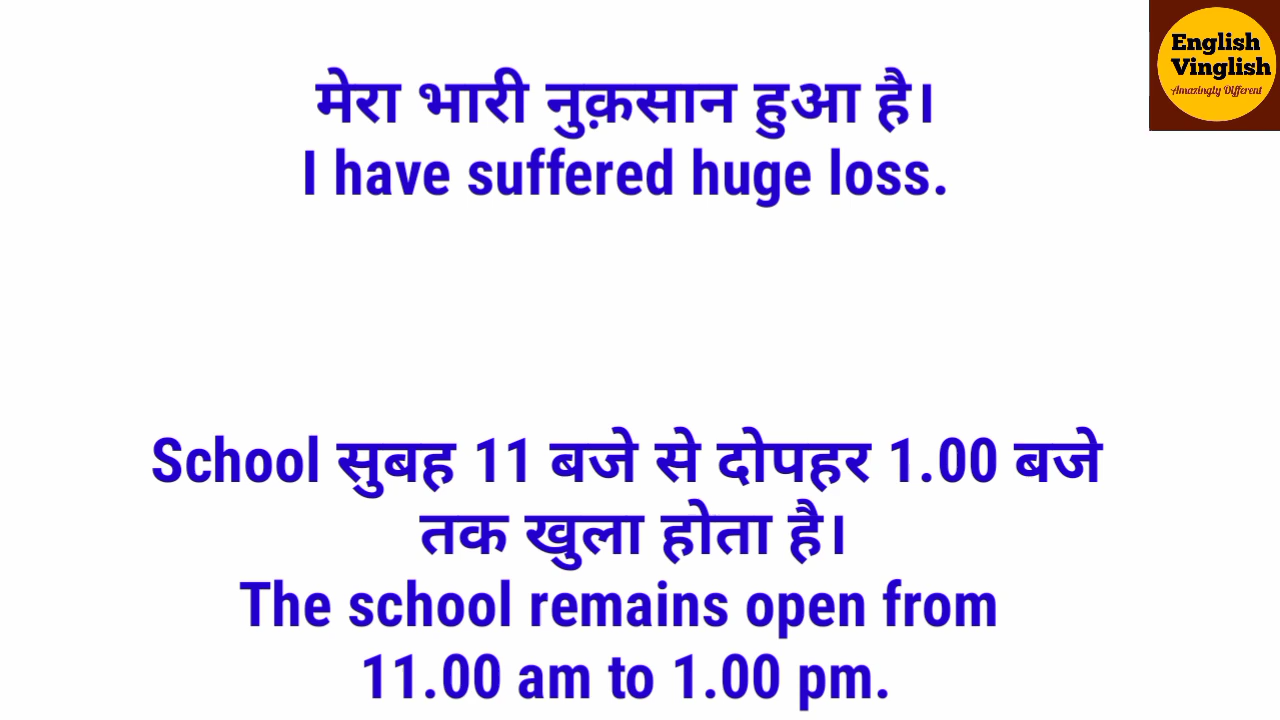 English
Vinglish
Amazingly Different
मेरा भारी नुक़सान हुआ है।
I have suffered huge loss.
School सुबह 11 बजे से दोपहर 1.00 बजे
तक खुला होता है।
The school remains open from
11.00 am to 1.00 pm.